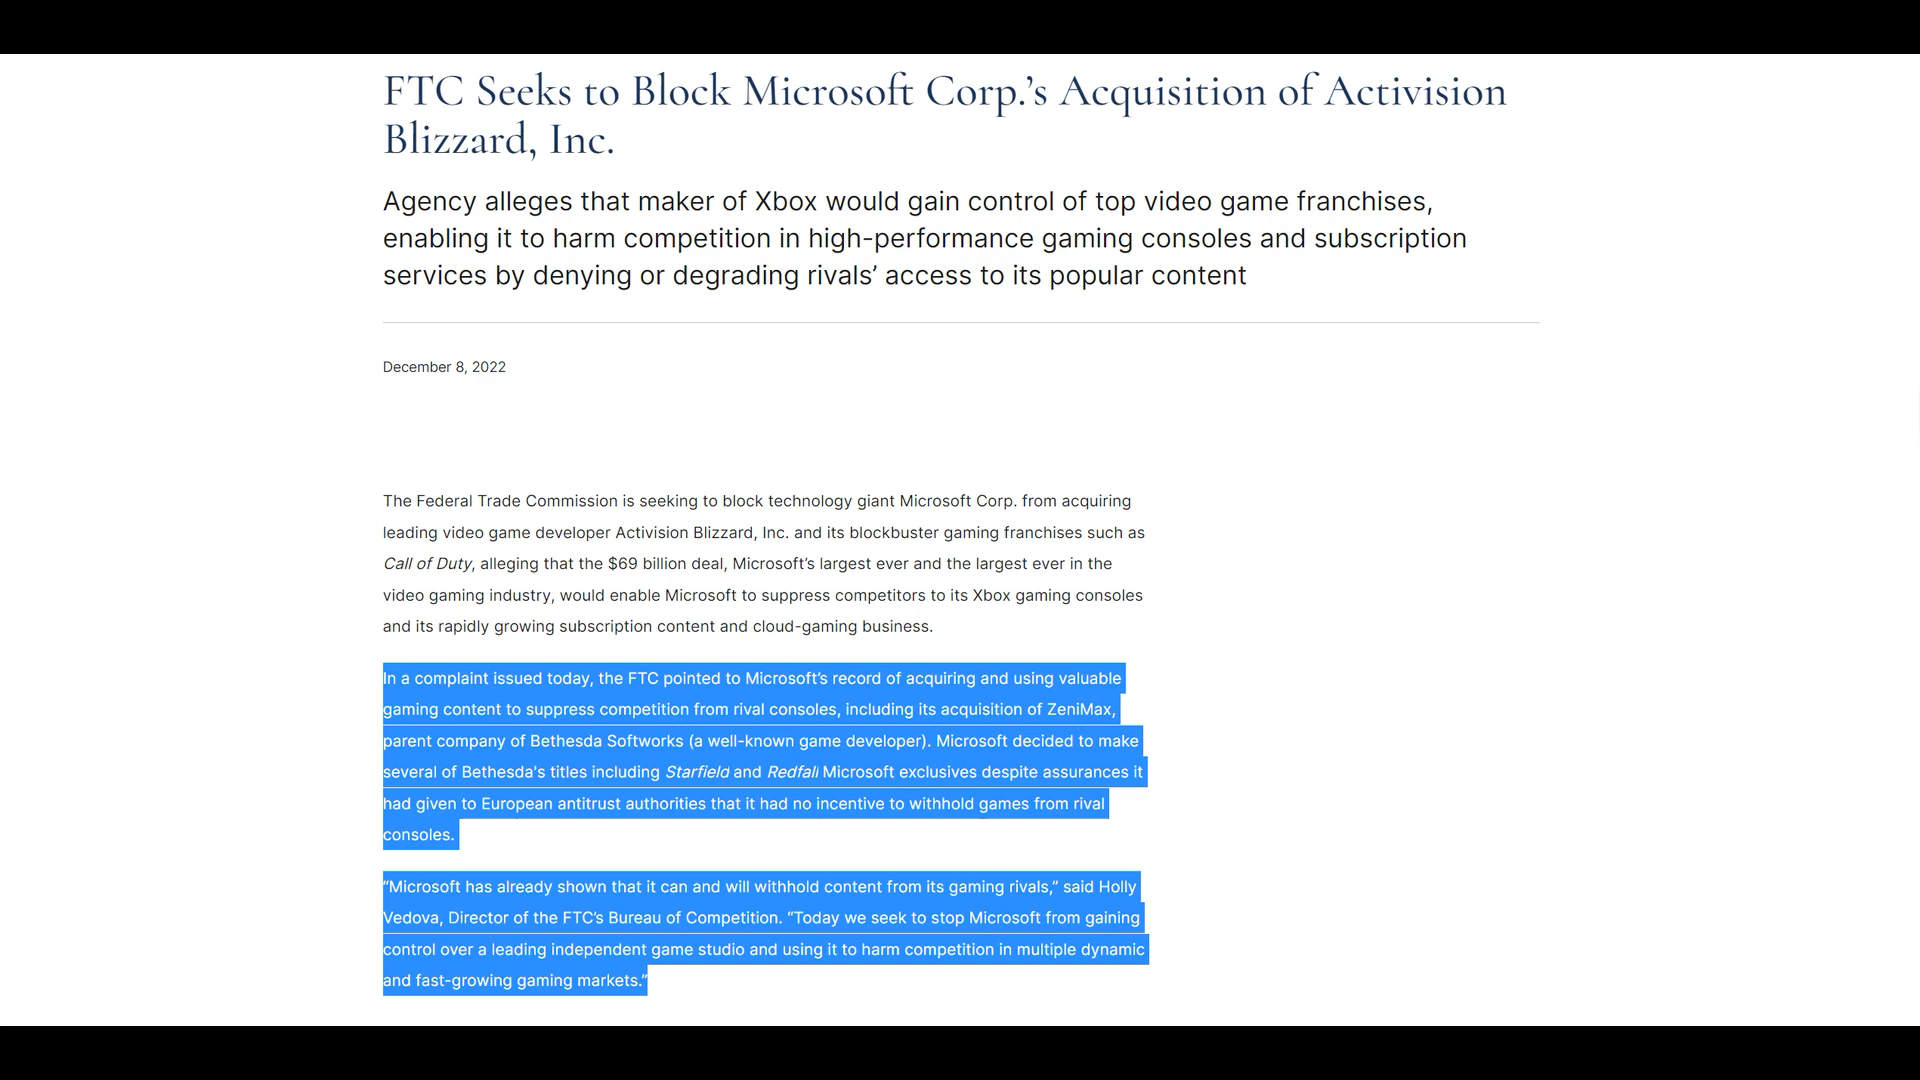 FTC Seeks to Block Microsoft Corp.’s Acquisition of Activision
Blizzard, Inc.
Agency alleges that maker of Xbox would gain control of top video game franchises,
enabling it to harm competition in high-performance gaming consoles and subscription
services by denying or degrading rivals’ access to its popular content
December 8, 2022
The Federal Trade Commission is seeking to block technology giant Microsoft Corp. from acquiring
leading video game developer Activision Blizzard, Inc. and its blockbuster gaming franchises such as
Call of Duty, alleging that the $69 billion deal, Microsoft’s largest ever and the largest ever in the
video gaming industry, would enable Microsoft to suppress competitors to its Xbox gaming consoles
and its rapidly growing subscription content and cloud-gaming business.
In a complaint issued today, the FTC pointed to Microsoft’s record of acquiring and using valuable
gaming content to suppress competition from rival consoles, including its acquisition of ZeniMax,
parent company of Bethesda Softworks (a well-known game developer). Microsoft decided to make
several of Bethesda's titles including Starfield and Redfall Microsoft exclusives despite assurances it
had given to European antitrust authorities that it had no incentive to withhold games from rival
consoles.
“Microsoft has already shown that it can and will withhold content from its gaming rivals,” said Holly
Vedova, Director of the FTC’s Bureau of Competition. “Today we seek to stop Microsoft from gaining
control over a leading independent game studio and using it to harm competition in multiple dynamic
and fast-growing gaming markets.”